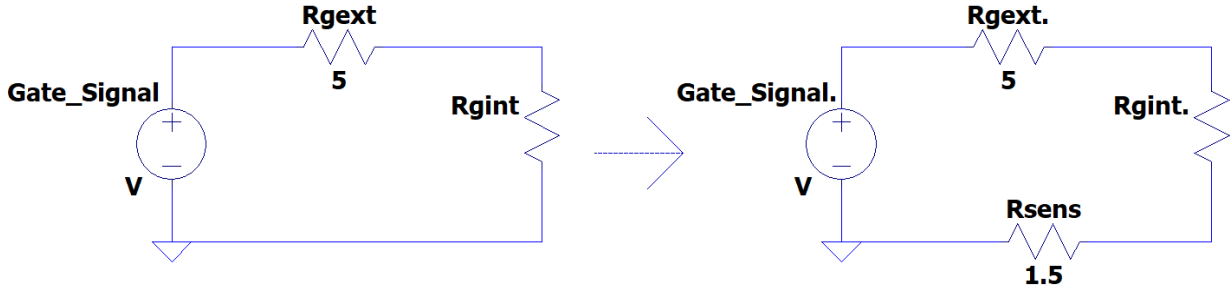 Rgext
5
Gate_Signal
Rgint
V
Rgext.
5
Gate_Signal.
Rgint.
V
Rsens
1.5